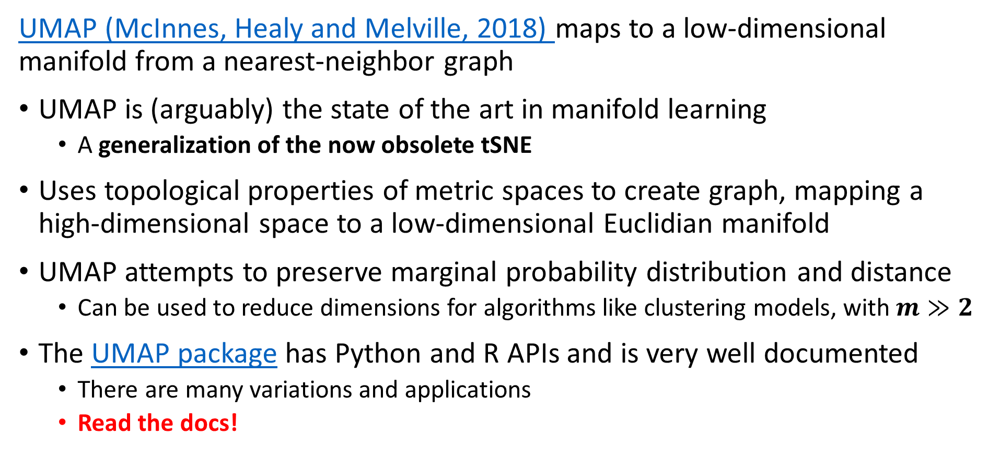 UMAP (McInnes, Healy and Melville, 2018) maps to a low-dimensional
manifold from a nearest-neighbor graph
• UMAP is (arguably) the state of the art in manifold learning
• A generalization of the now obsolete tSNE
• Uses topological properties of metric spaces to create graph, mapping a
high-dimensional space to a low-dimensional Euclidian manifold
• UMAP attempts to preserve marginal probability distribution and distance
• Can be used to reduce dimensions for algorithms like clustering models, with m ≫ 2
• The UMAP package has Python and R APIs and is very well documented
• There are many variations and applications
• Read the docs!